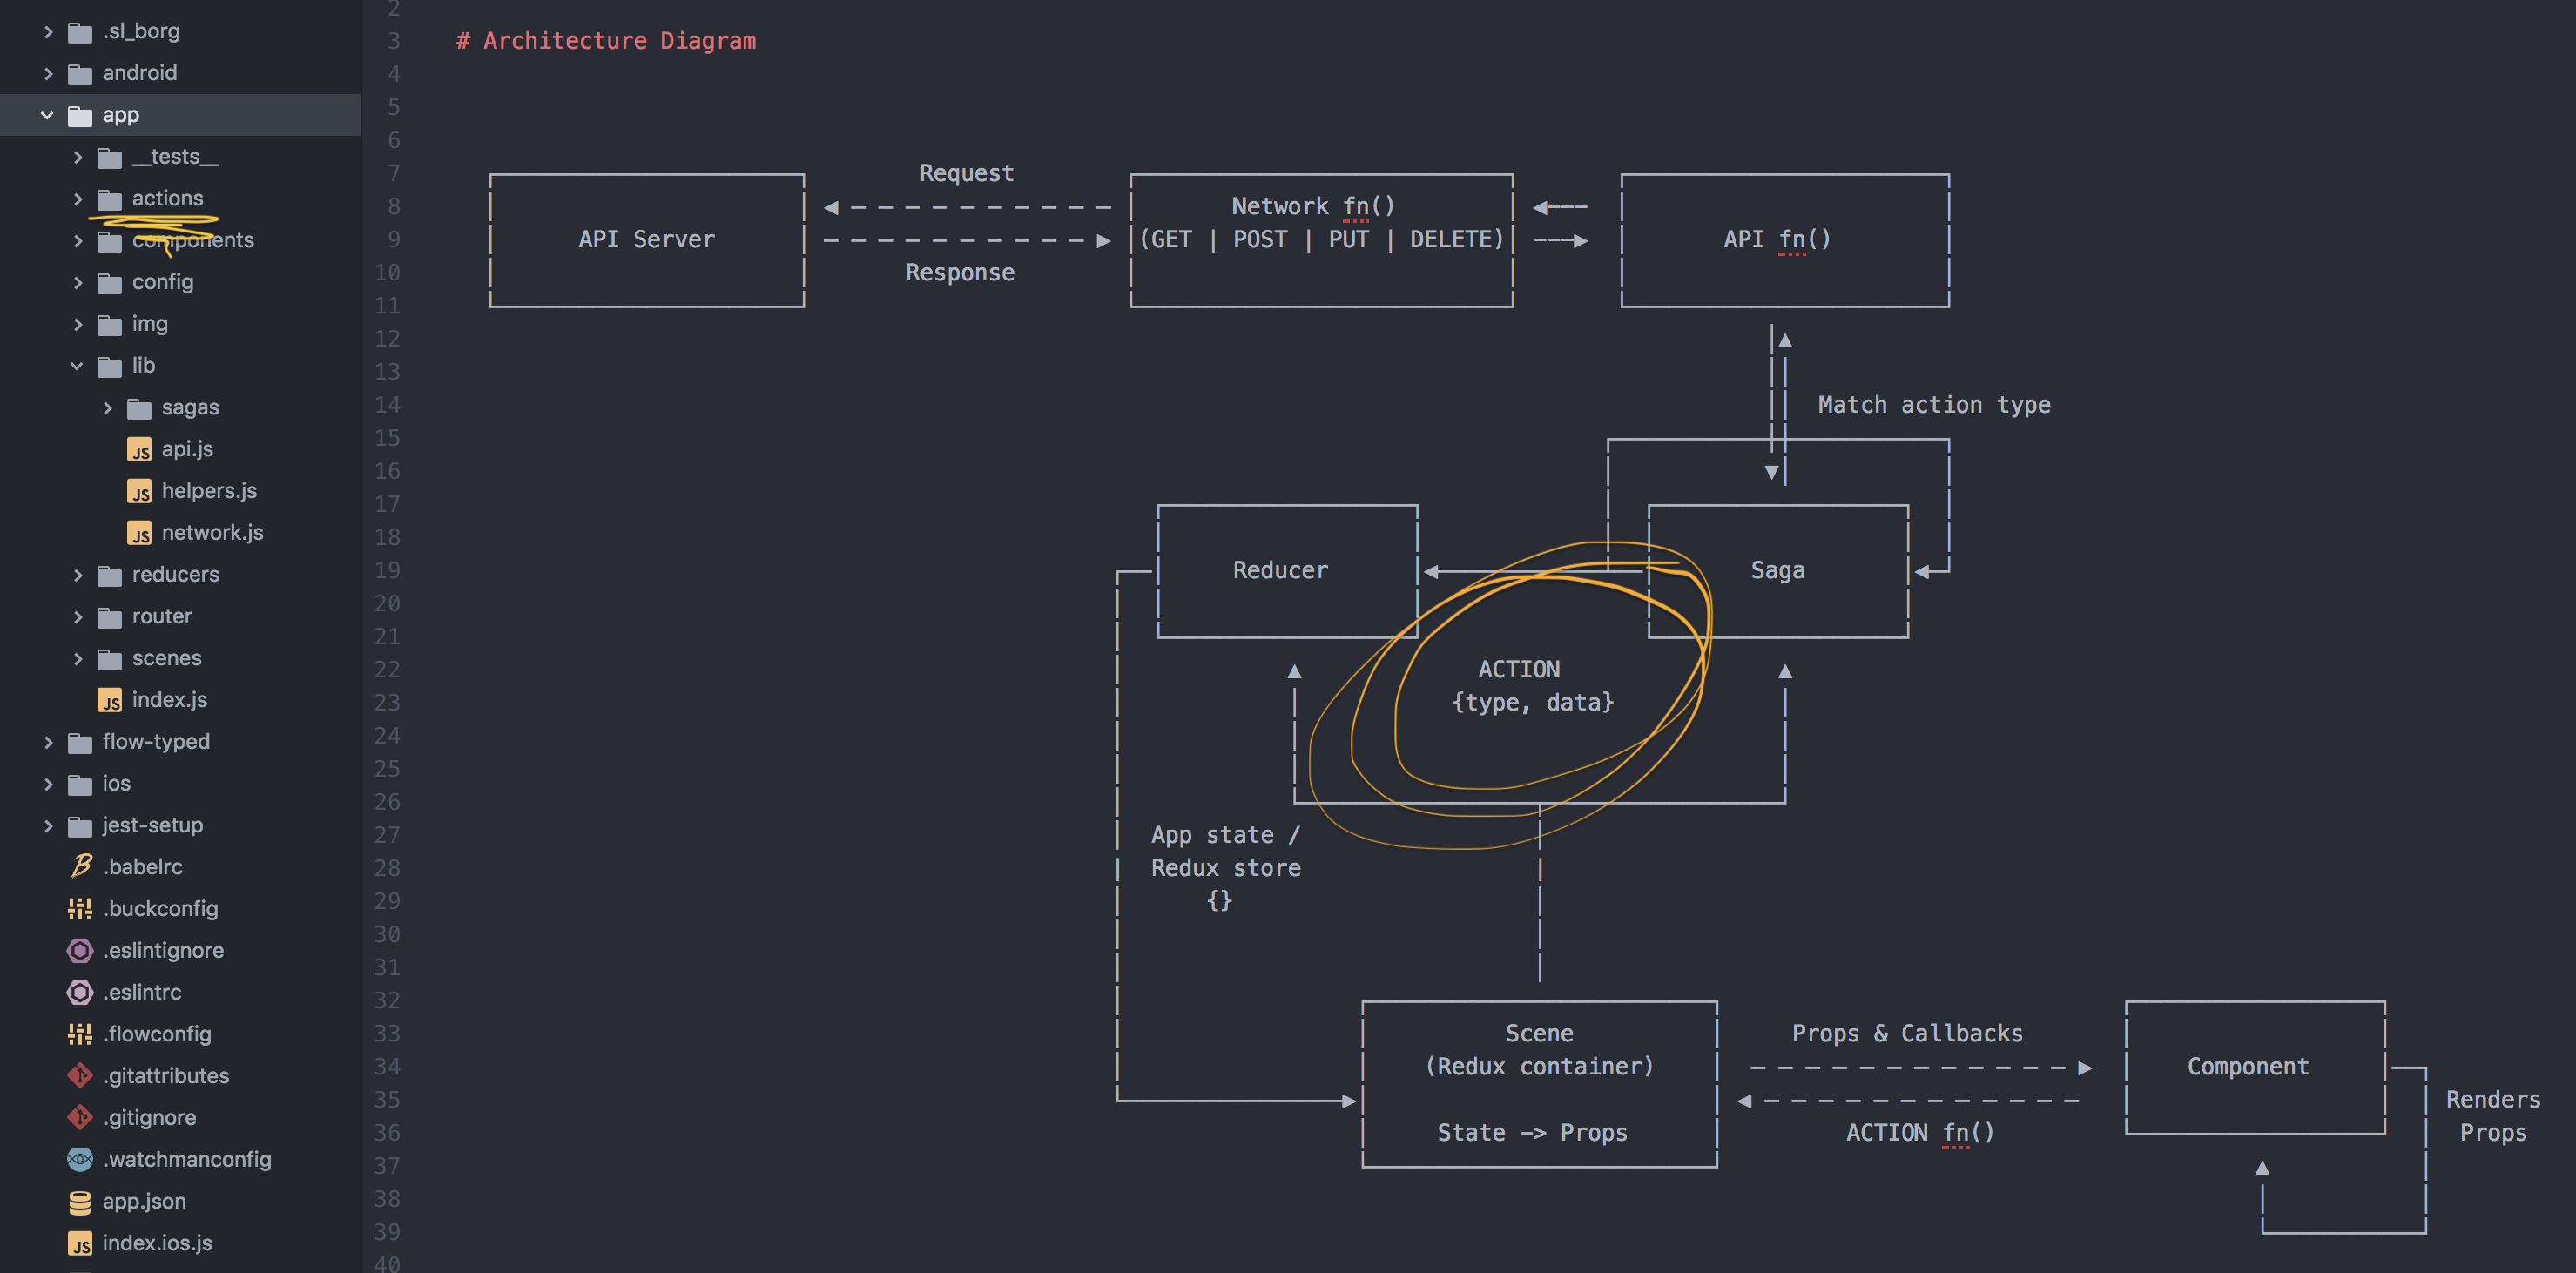 .sl_borg
android
app
__tests__
actions
components
config
img
lib
sagas
api.js
helpers.js
network.js
reducers
router
scenes
index.js
flow-typed
ios
jest-setup
.babelrc
.buckconfig
.eslintignore
.eslintrc
.flowconfig
.gitattributes
.gitignore
.watchmanconfig
app.json
index.ios.js
2
3 # Architecture Diagram
4
5
6
7 Request
8 Network fn()
9 API Server (GET | POST | PUT | DELETE) API fn()
10 Response
11
12
13
14 Match action type
15
16
17
18
19 Reducer Saga
20
21
22 ACTION
23 {type, data}
24
25
26
27 App state /
28 Redux store
29 {}
30
31
32
33 Scene Props & Callbacks
34 (Redux container) Component
35 Renders
36 State -> Props ACTION fn() Props
37
38
39
40